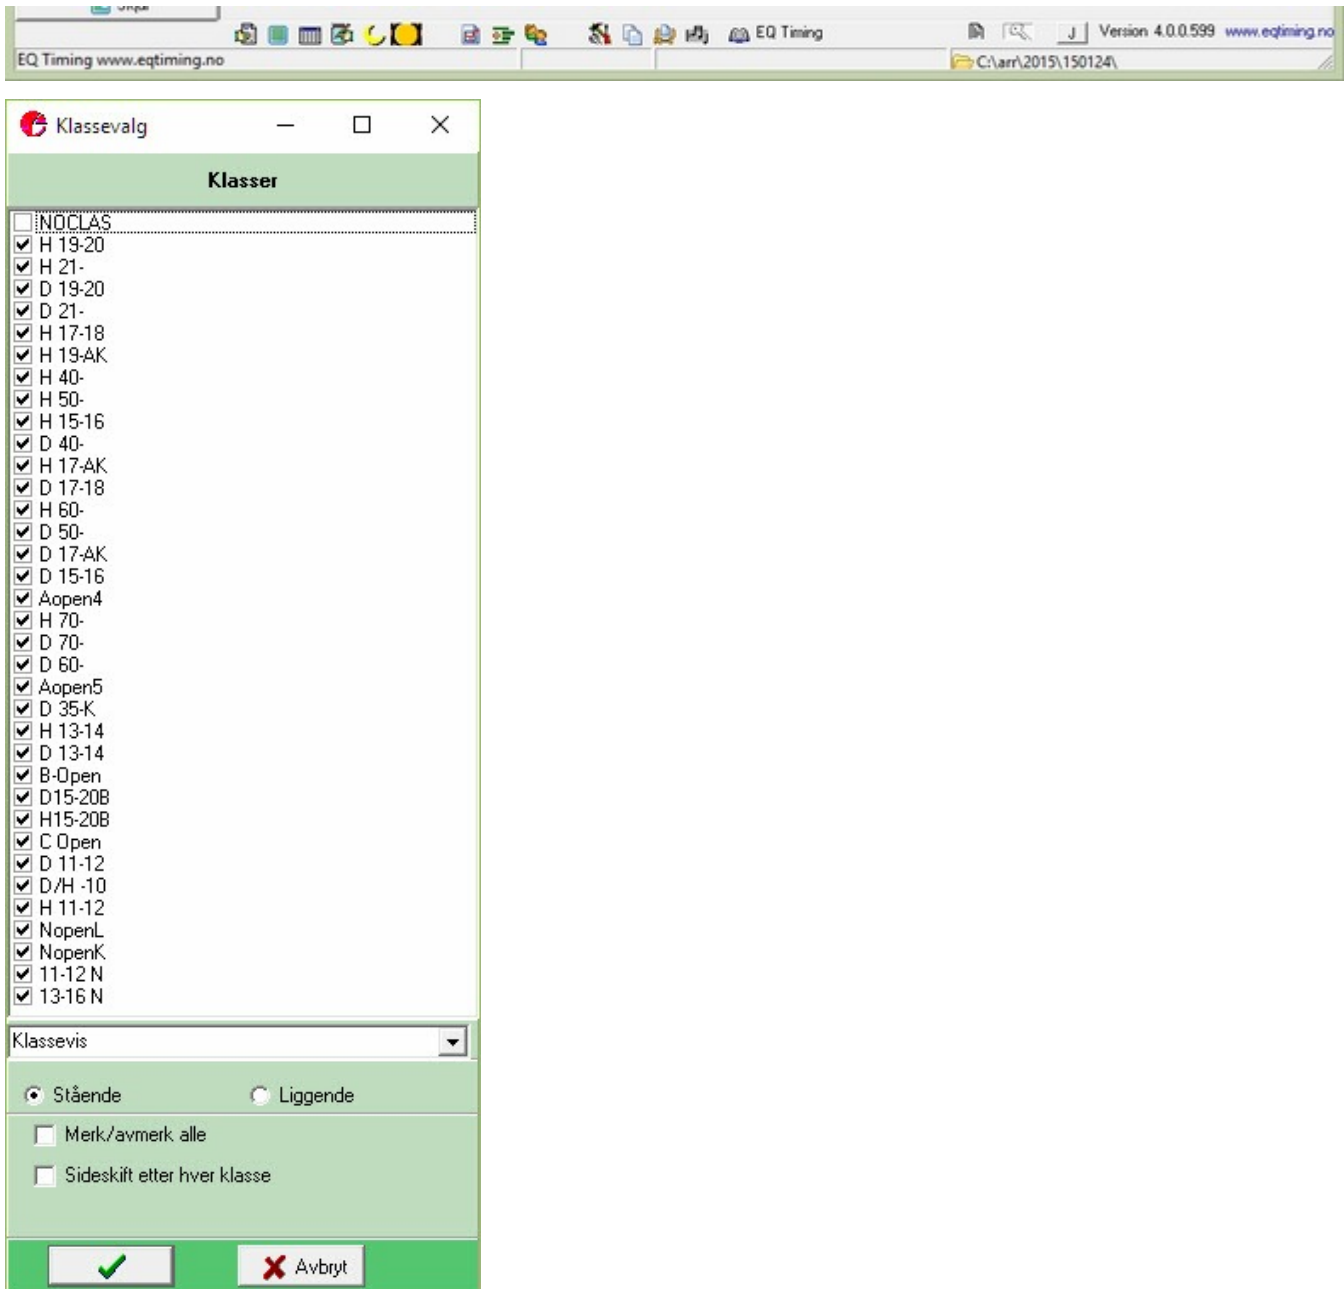 EQ Timing
J
Version 4.0.0.599 www.eqtiming.no
EQ Timing www.eqtiming.no
C:\arr\2015\150124\
Klassevalg
Klasser
NOCLAS
H 19-20
H 21-
D 19-20
D 21-
H 17-18
H 19-AK
H 40-
H 50-
H 15-16
D 40-
H 17-AK
D 17-18
H 60-
D 50-
D 17-AK
D 15-16
Aopen4
H 70-
D 70-
D 60-
Aopen5
D 35-K
H 13-14
D 13-14
B-Open
D15-20B
H15-20B
C Open
D 11-12
D/H -10
H 11-12
NopenL
NopenK
11-12 N
13-16 N
Klassevis
Stående
Liggende
Merk/avmerk alle
Sideskift etter hver klasse
Avbryt